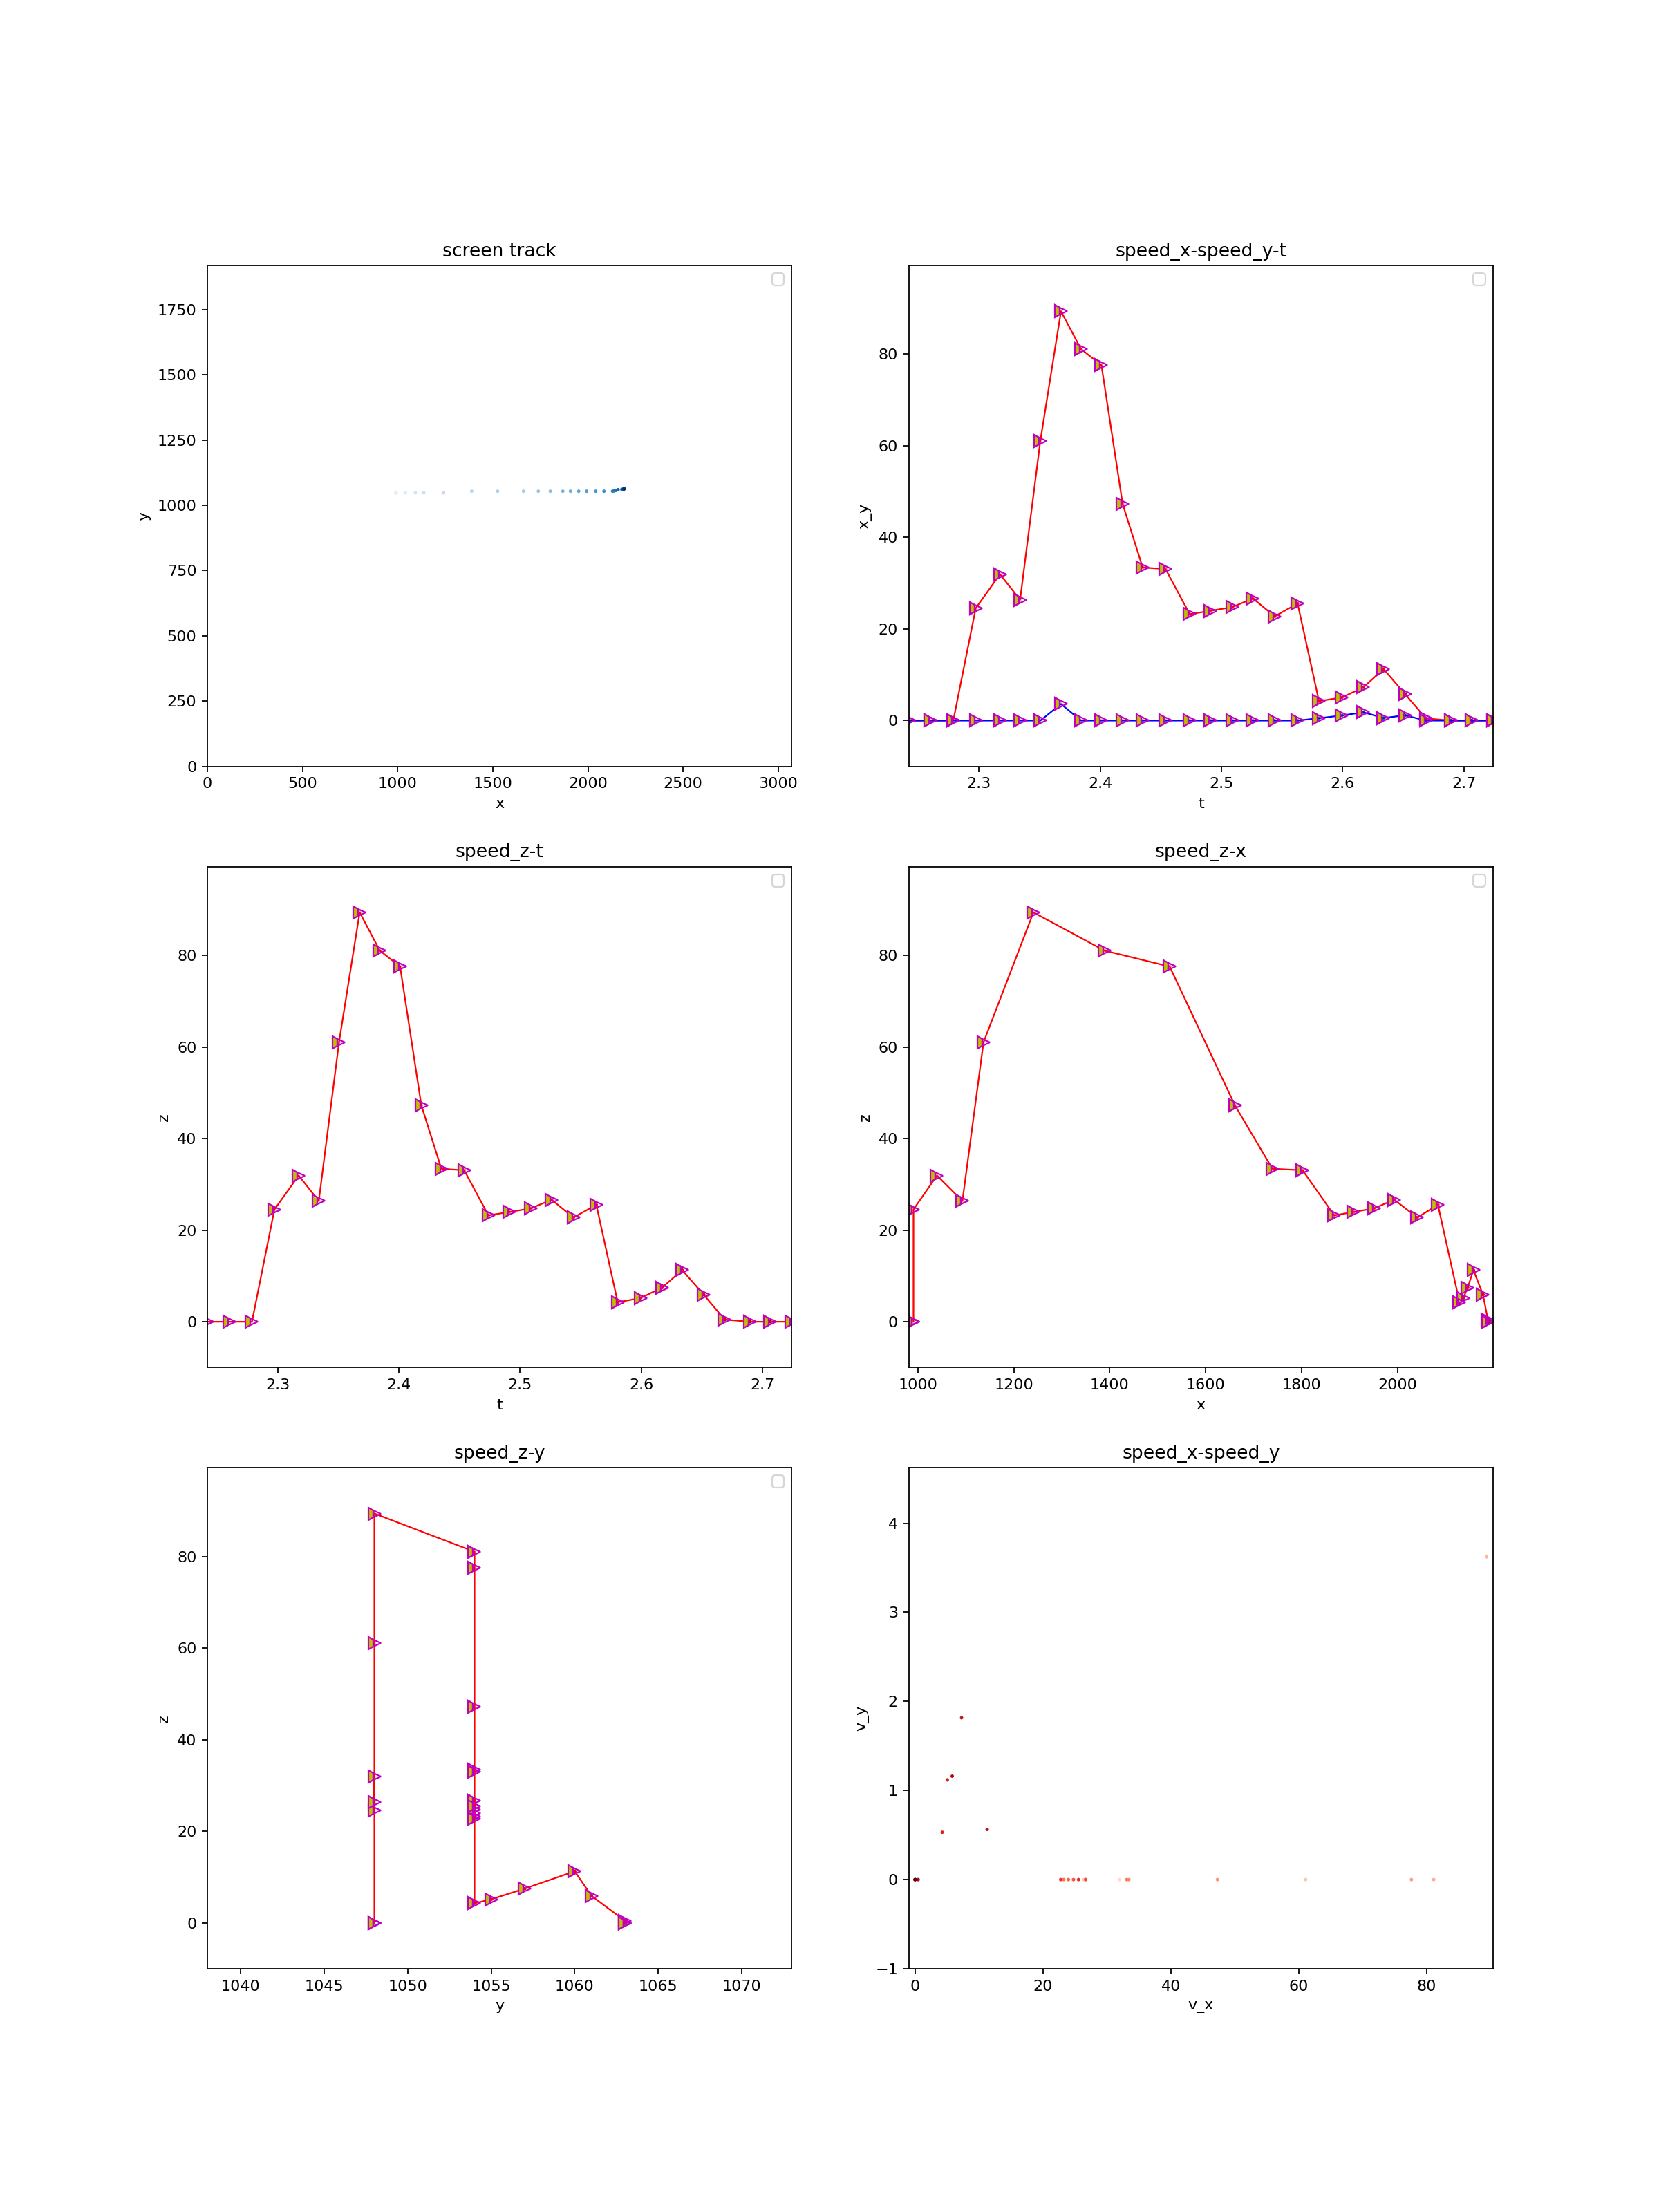 screen track
1750
1500
1250
1000
750
500
250
0
y
0 500 1000 1500 2000 2500 3000
x
speed_x-speed_y-t
80
60
40
20
0
x_y
2.3 2.4 2.5 2.6 2.7
t
speed_z-t
80
60
40
20
0
z
2.3 2.4 2.5 2.6 2.7
t
speed_z-x
80
60
40
20
0
z
1000 1200 1400 1600 1800 2000
x
speed_z-y
80
60
40
20
0
z
1040 1045 1050 1055 1060 1065 1070
y
speed_x-speed_y
4
3
2
1
0
−1
v_y
0 20 40 60 80
v_x